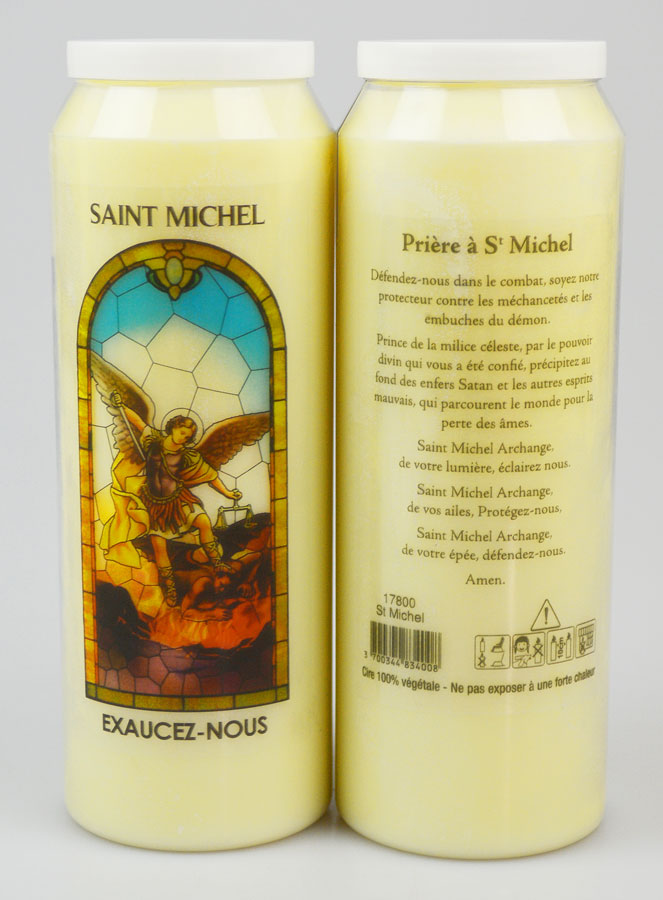 SAINT MICHEL
EXAUCEZ-NOUS
Prière à St Michel
Défendez-nous dans le combat, soyez notre
protecteur contre les méchancetés et les
embuches du démon.
Prince de la milice céleste, par le pouvoir
divin qui vous a été confié, précipitez au
fond des enfers Satan et les autres esprits
mauvais, qui parcourent le monde pour la
perte des âmes.
Saint Michel Archange,
de votre lumière, éclairez nous.
Saint Michel Archange,
de vos ailes, Protégez-nous,
Saint Michel Archange,
de votre épée, défendez-nous.
Amen.
17800
St Michel
3 700344 834008
Cire 100% végétale - Ne pas exposer à une forte chaleur